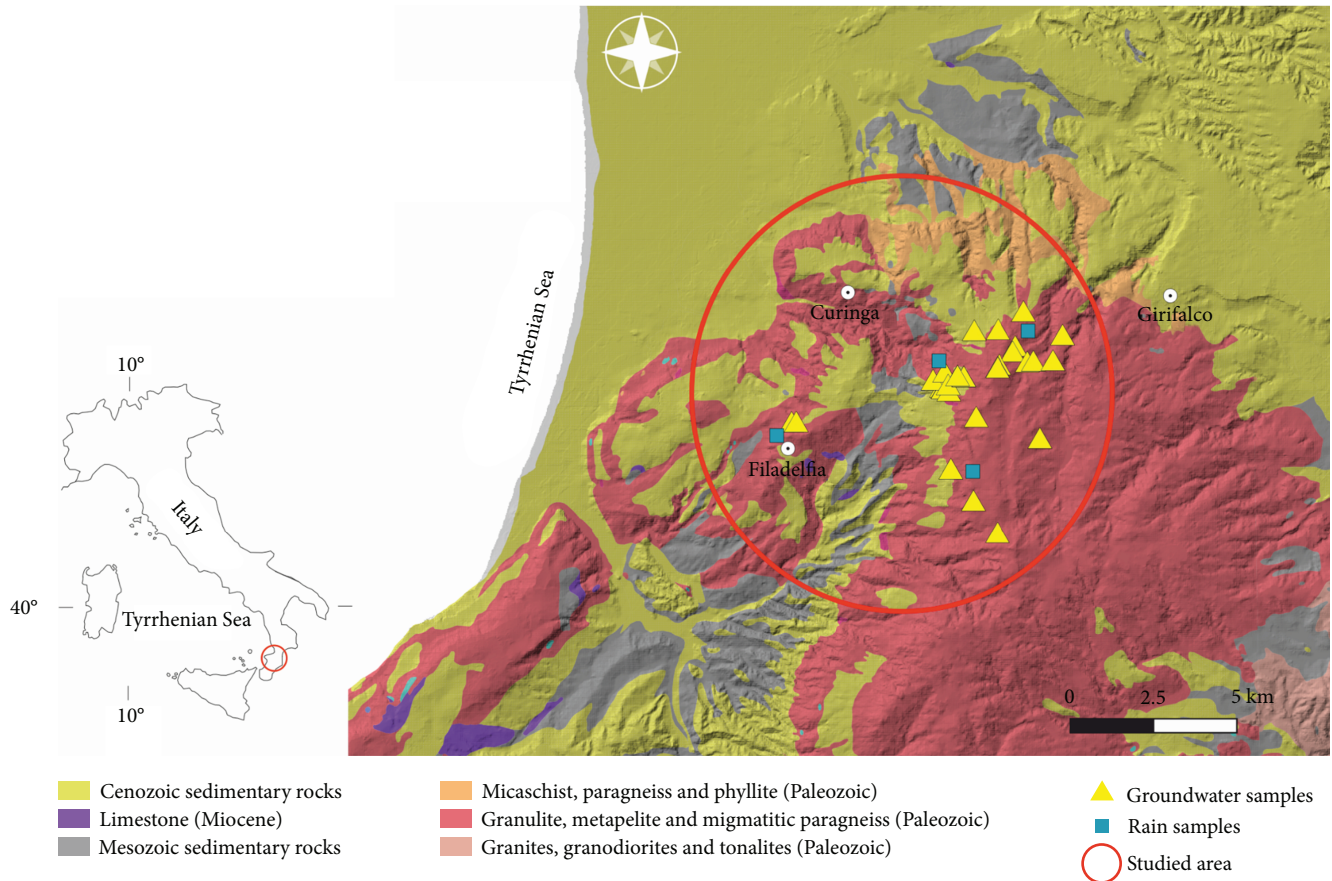 Tyrrhenian Sea
Curinga
Girifalco
Filadelfia
10°
Italy
40°
Tyrrhenian Sea
10°
0 2.5 5 km
Cenozoic sedimentary rocks
Limestone (Miocene)
Mesozoic sedimentary rocks
Micaschist, paragneiss and phyllite (Paleozoic)
Granulite, metapelite and migmatitic paragneiss (Paleozoic)
Granites, granodiorites and tonalites (Paleozoic)
Groundwater samples
Rain samples
Studied area